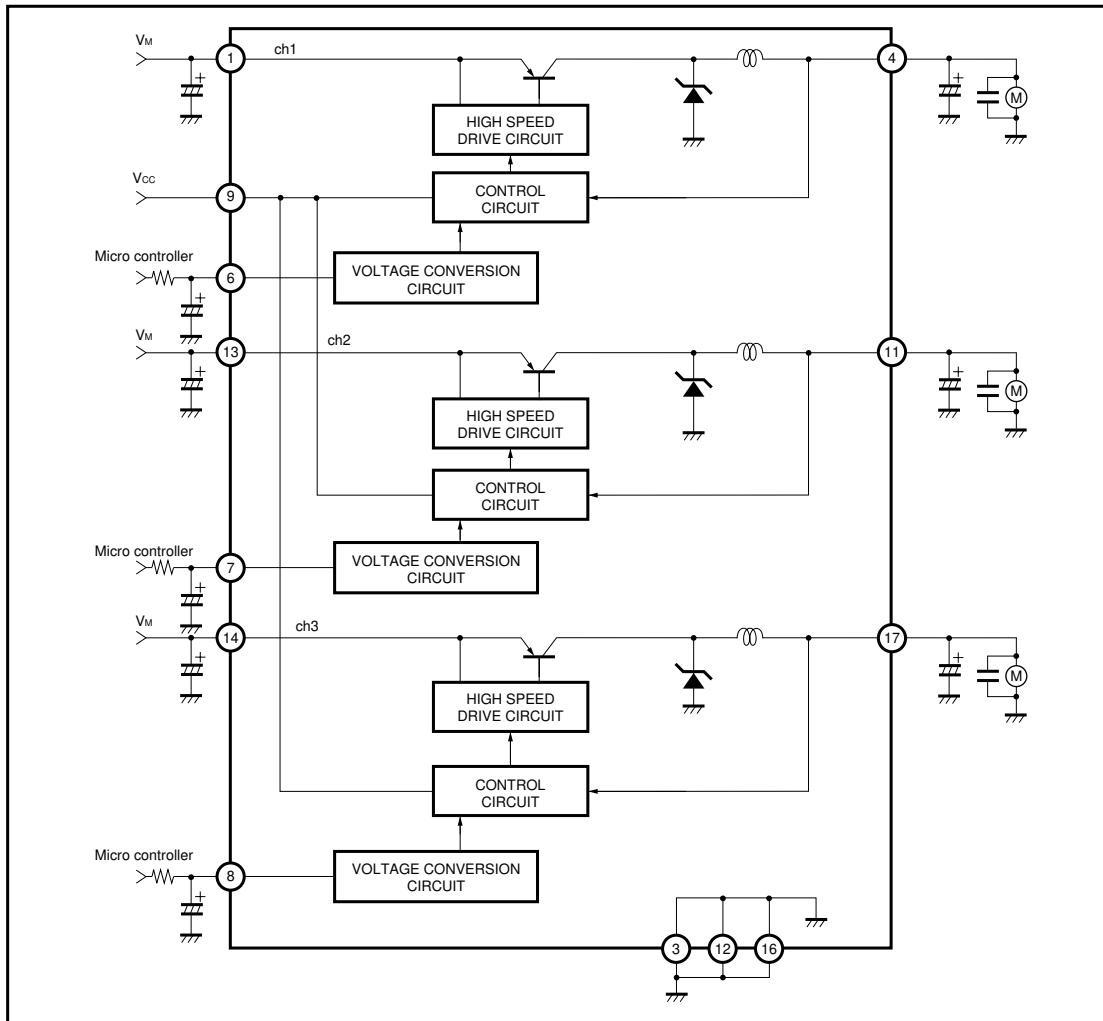 VM
1
ch1
4
+
+
M
HIGH SPEED
DRIVE CIRCUIT
VCC
9
CONTROL
CIRCUIT
Micro controller
6
VOLTAGE CONVERSION
CIRCUIT
+
VM
13
ch2
11
+
+
M
HIGH SPEED
DRIVE CIRCUIT
CONTROL
CIRCUIT
Micro controller
7
VOLTAGE CONVERSION
CIRCUIT
+
VM
14
ch3
17
+
+
M
HIGH SPEED
DRIVE CIRCUIT
CONTROL
CIRCUIT
Micro controller
8
VOLTAGE CONVERSION
CIRCUIT
+
3
12
16